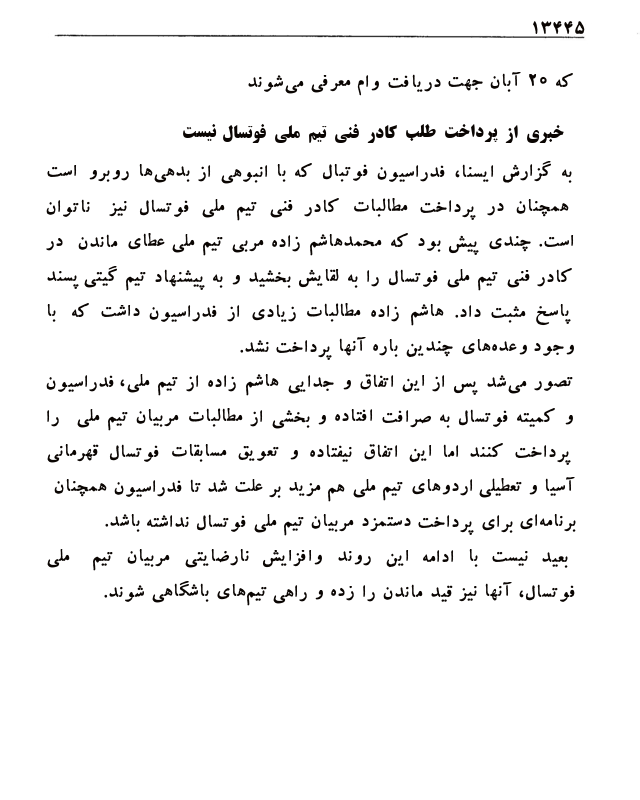 ۱۳۴۴۵
که ۲۰ آبان جهت دریافت وام معرفی می‌شوند
خبری از پرداخت طلب کادر فنی تیم ملی فوتسال نیست
به گزارش ایسنا، فدراسیون فوتبال که با انبوهی از بدهی‌ها روبرو است
همچنان در پرداخت مطالبات کادر فنی تیم ملی فوتسال نیز ناتوان
است. چندی پیش بود که محمدهاشم زاده مربی تیم ملی عطای ماندن در
کادر فنی تیم ملی فوتسال را به لقایش بخشید و به پیشنهاد تیم گیتی پسند
پاسخ مثبت داد. هاشم زاده مطالبات زیادی از فدراسیون داشت که با
وجود وعده‌های چندین باره آنها پرداخت نشد.
تصور می‌شد پس از این اتفاق و جدایی هاشم زاده از تیم ملی، فدراسیون
و کمیته فوتسال به صرافت افتاده و بخشی از مطالبات مربیان تیم ملی را
پرداخت کنند اما این اتفاق نیفتاده و تعویق مسابقات فوتسال قهرمانی
آسیا و تعطیلی اردوهای تیم ملی هم مزید بر علت شد تا فدراسیون همچنان
برنامه‌ای برای پرداخت دستمزد مربیان تیم ملی فوتسال نداشته باشد.
بعید نیست با ادامه این روند وافزایش نارضایتی مربیان تیم ملی
فوتسال، آنها نیز قید ماندن را زده و راهی تیم‌های باشگاهی شوند.